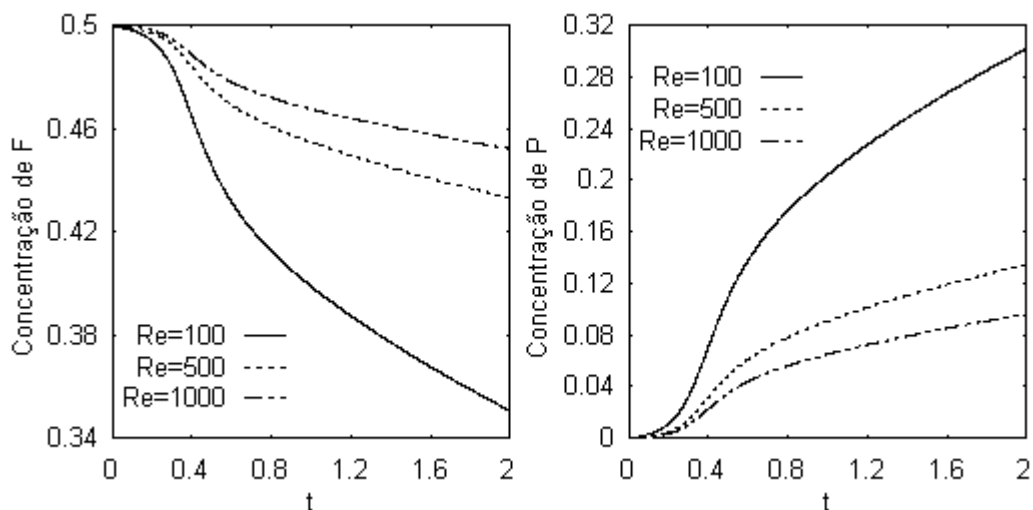 0.5
0.46
0.42
0.38
0.34
Concentração de F
Re=100
Re=500
Re=1000
0 0.4 0.8 1.2 1.6 2
t
0.32
0.28
0.24
0.2
0.16
0.12
0.08
0.04
0
Concentração de P
Re=100
Re=500
Re=1000
0 0.4 0.8 1.2 1.6 2
t